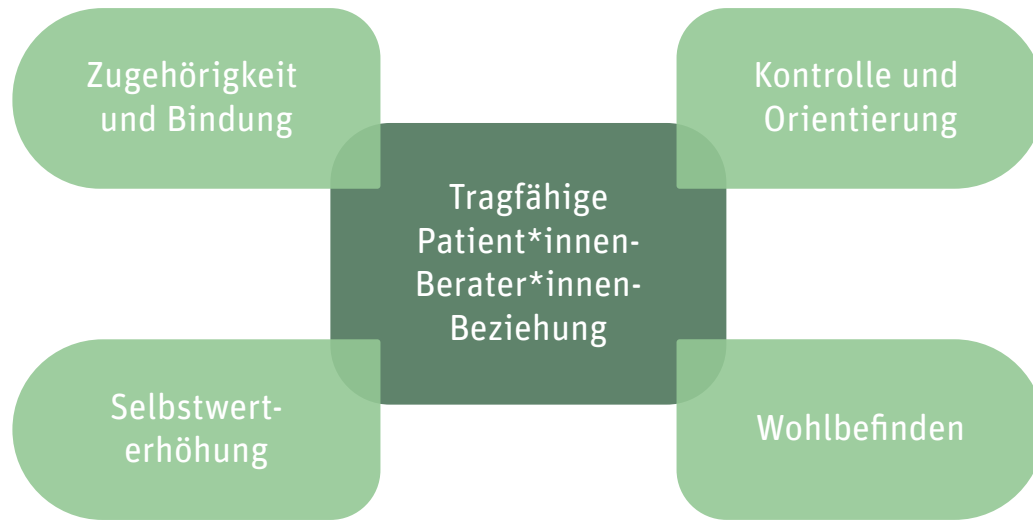 Zugehörigkeit
und Bindung
Kontrolle und
Orientierung
Tragfähige
Patient*innen-
Berater*innen-
Beziehung
Selbstwert-
erhöhung
Wohlbefinden